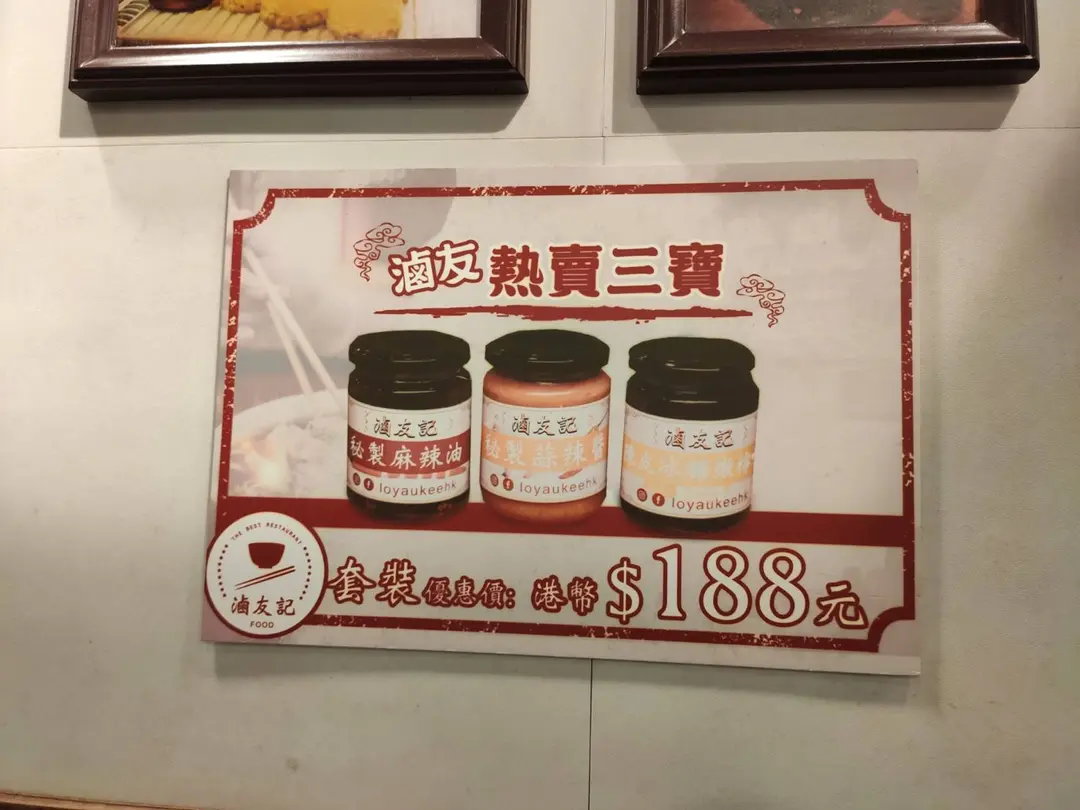 滷友熱賣三寶
滷友記
秘製麻辣油
loyaukeehk
滷友記
秘製蒜辣醬
loyaukeehk
滷友記
loyaukeehk
THE BEST RESTAURANT
滷友記
FOOD
套裝優惠價: 港幣$188元